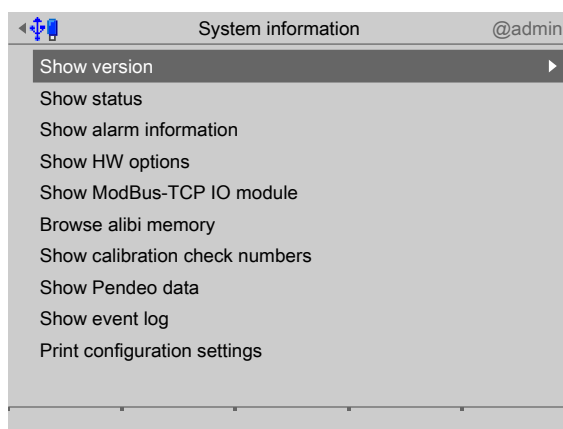 System information @admin
Show version
Show status
Show alarm information
Show HW options
Show ModBus-TCP IO module
Browse alibi memory
Show calibration check numbers
Show Pendeo data
Show event log
Print configuration settings